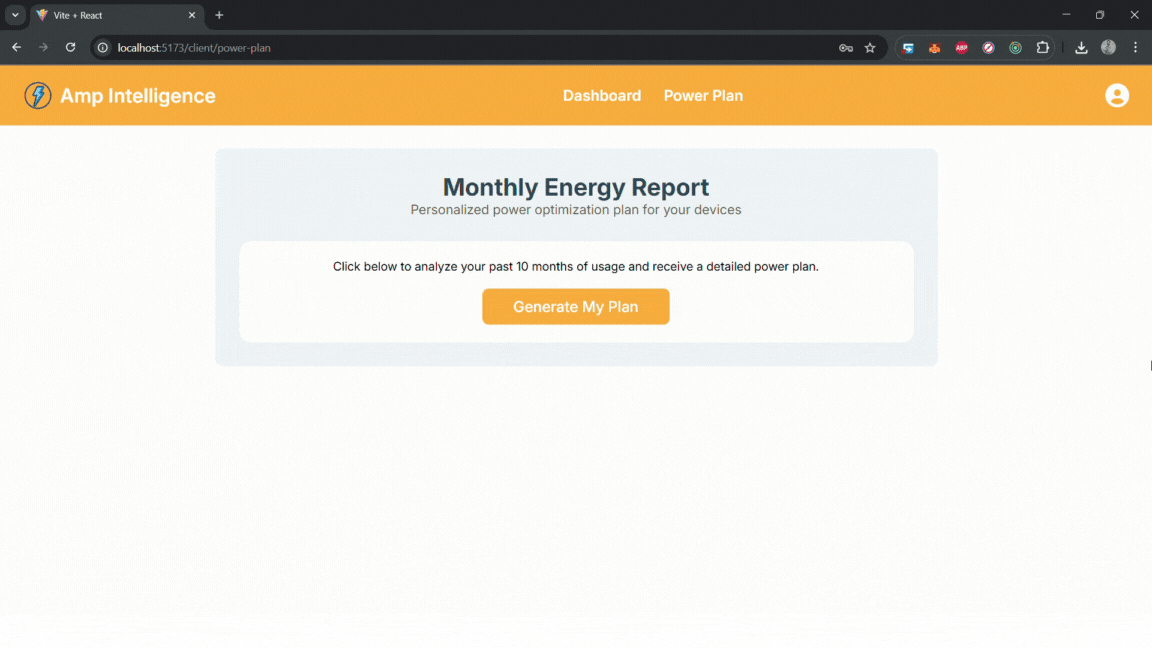 Vite + React
localhost:5173/client/power-plan
ABP
Amp Intelligence
Dashboard
Power Plan
Monthly Energy Report
Personalized power optimization plan for your devices
Click below to analyze your past 10 months of usage and receive a detailed power plan.
Generate My Plan